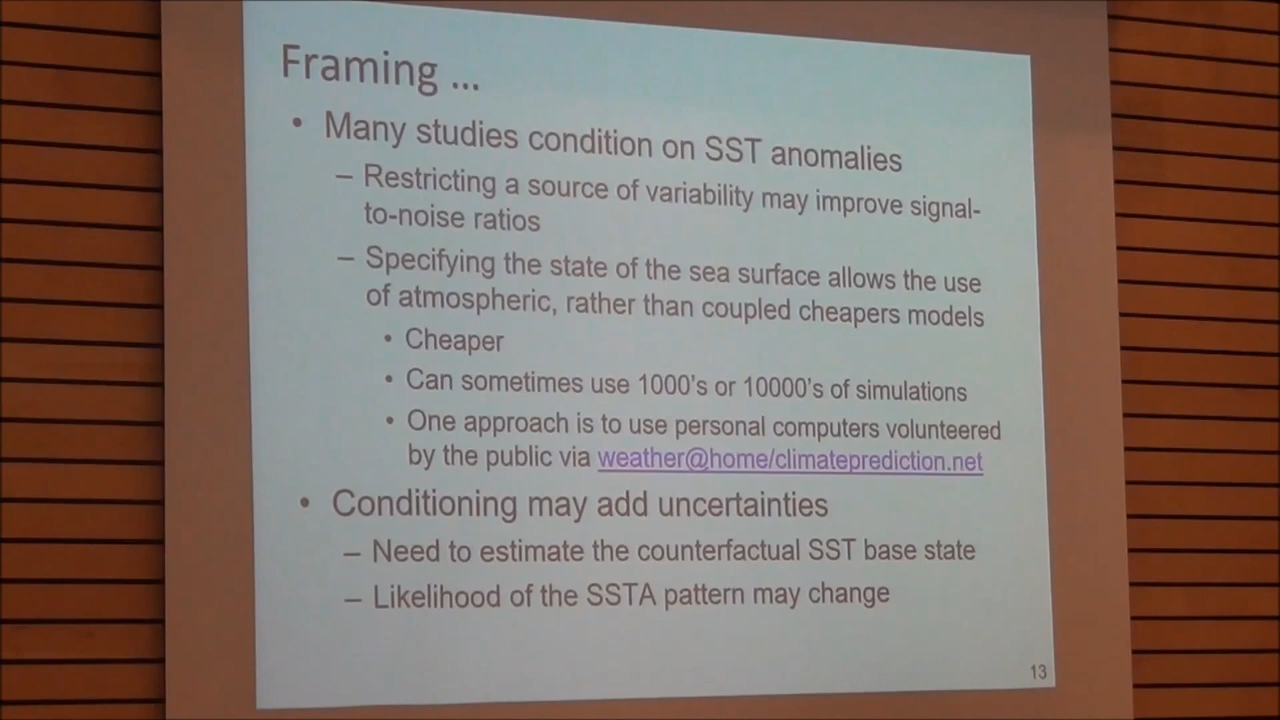 Framing ...
• Many studies condition on SST anomalies
– Restricting a source of variability may improve signal-
to-noise ratios
– Specifying the state of the sea surface allows the use
of atmospheric, rather than coupled cheapers models
• Cheaper
• Can sometimes use 1000's or 10000's of simulations
• One approach is to use personal computers volunteered
by the public via weather@home/climateprediction.net
• Conditioning may add uncertainties
– Need to estimate the counterfactual SST base state
– Likelihood of the SSTA pattern may change
13